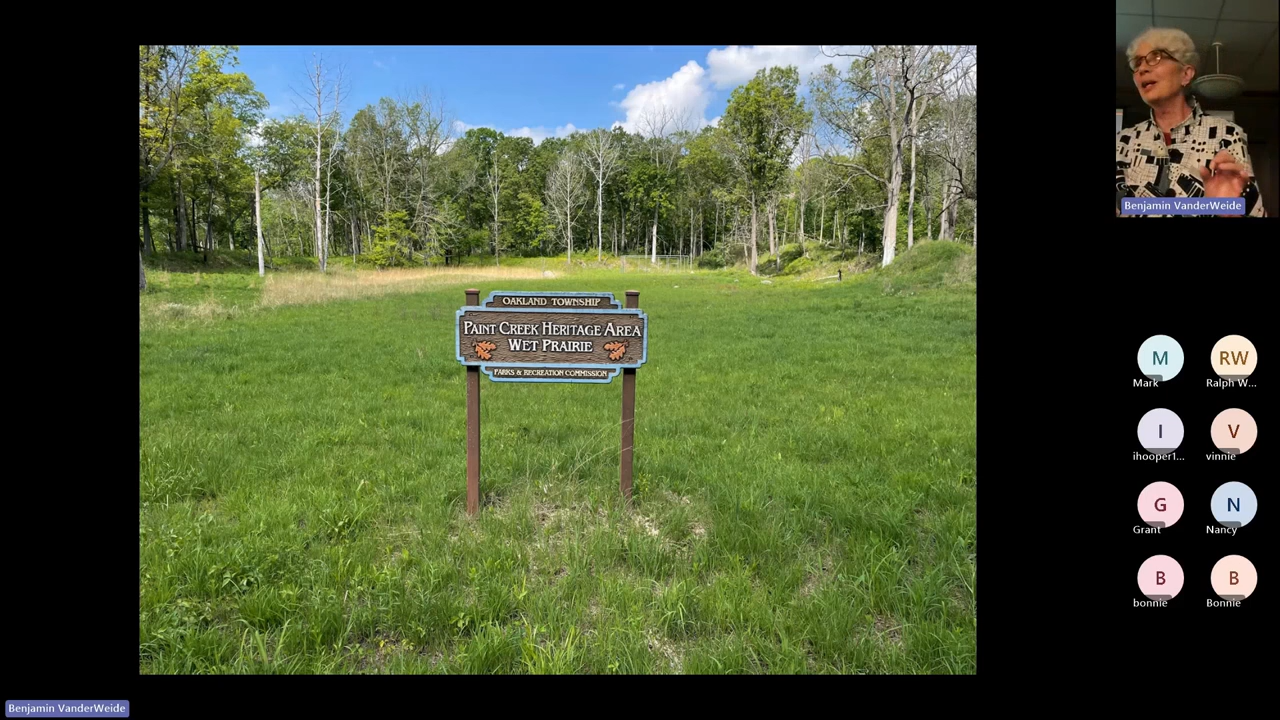 OAKLAND TOWNSHIP
PAINT CREEK HERITAGE AREA
WET PRAIRIE
PARKS & RECREATION COMMISSION
Benjamin VanderWeide
M
Mark
RW
Ralph W...
I
ihooper1...
V
vinnie
G
Grant
N
Nancy
B
bonnie
B
Bonnie
Benjamin VanderWeide